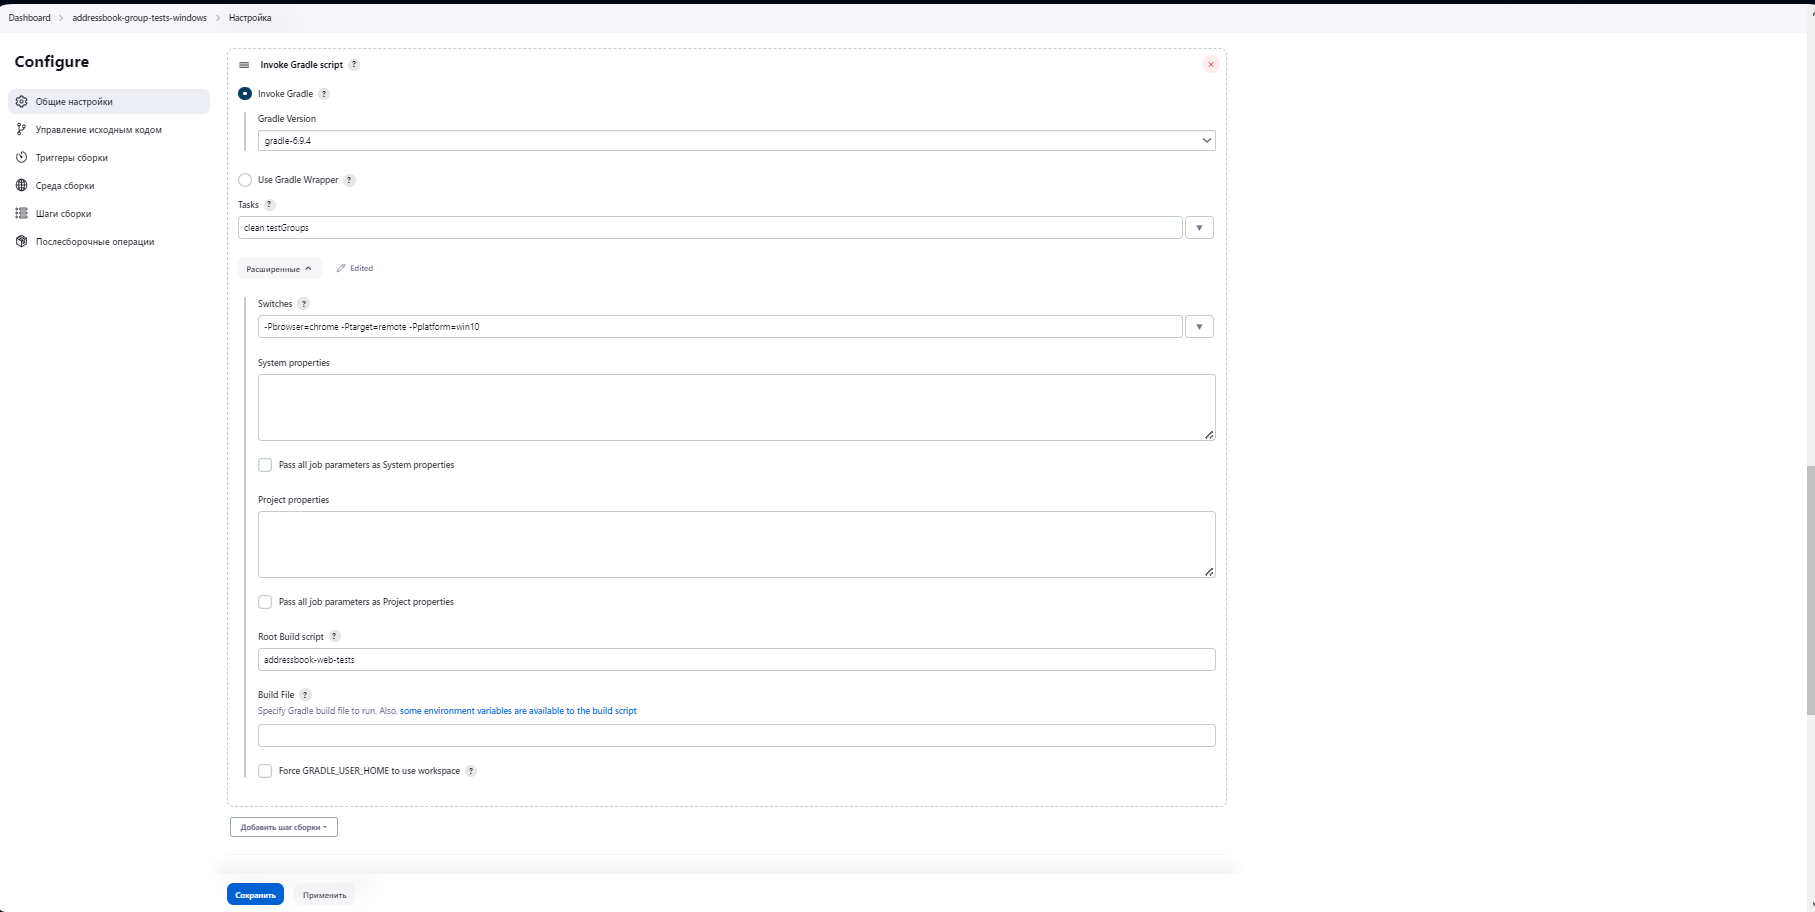 Dashboard > addressbook-group-tests-windows > Настройка
Configure
Общие настройки
Управление исходным кодом
Триггеры сборки
Среда сборки
Шаги сборки
Послесборочные операции
Invoke Gradle script ?
Invoke Gradle ?
Gradle Version
gradle-6.9.4
Use Gradle Wrapper ?
Tasks ?
clean testGroups
Расширенные
Edited
Switches ?
-Pbrowser=chrome -Ptarget=remote -Pplatform=win10
System properties
Pass all job parameters as System properties
Project properties
Pass all job parameters as Project properties
Root Build script ?
addressbook-web-tests
Build File ?
Specify Gradle build file to run. Also, some environment variables are available to the build script
Force GRADLE_USER_HOME to use workspace ?
Добавить шаг сборки
Сохранить
Применить